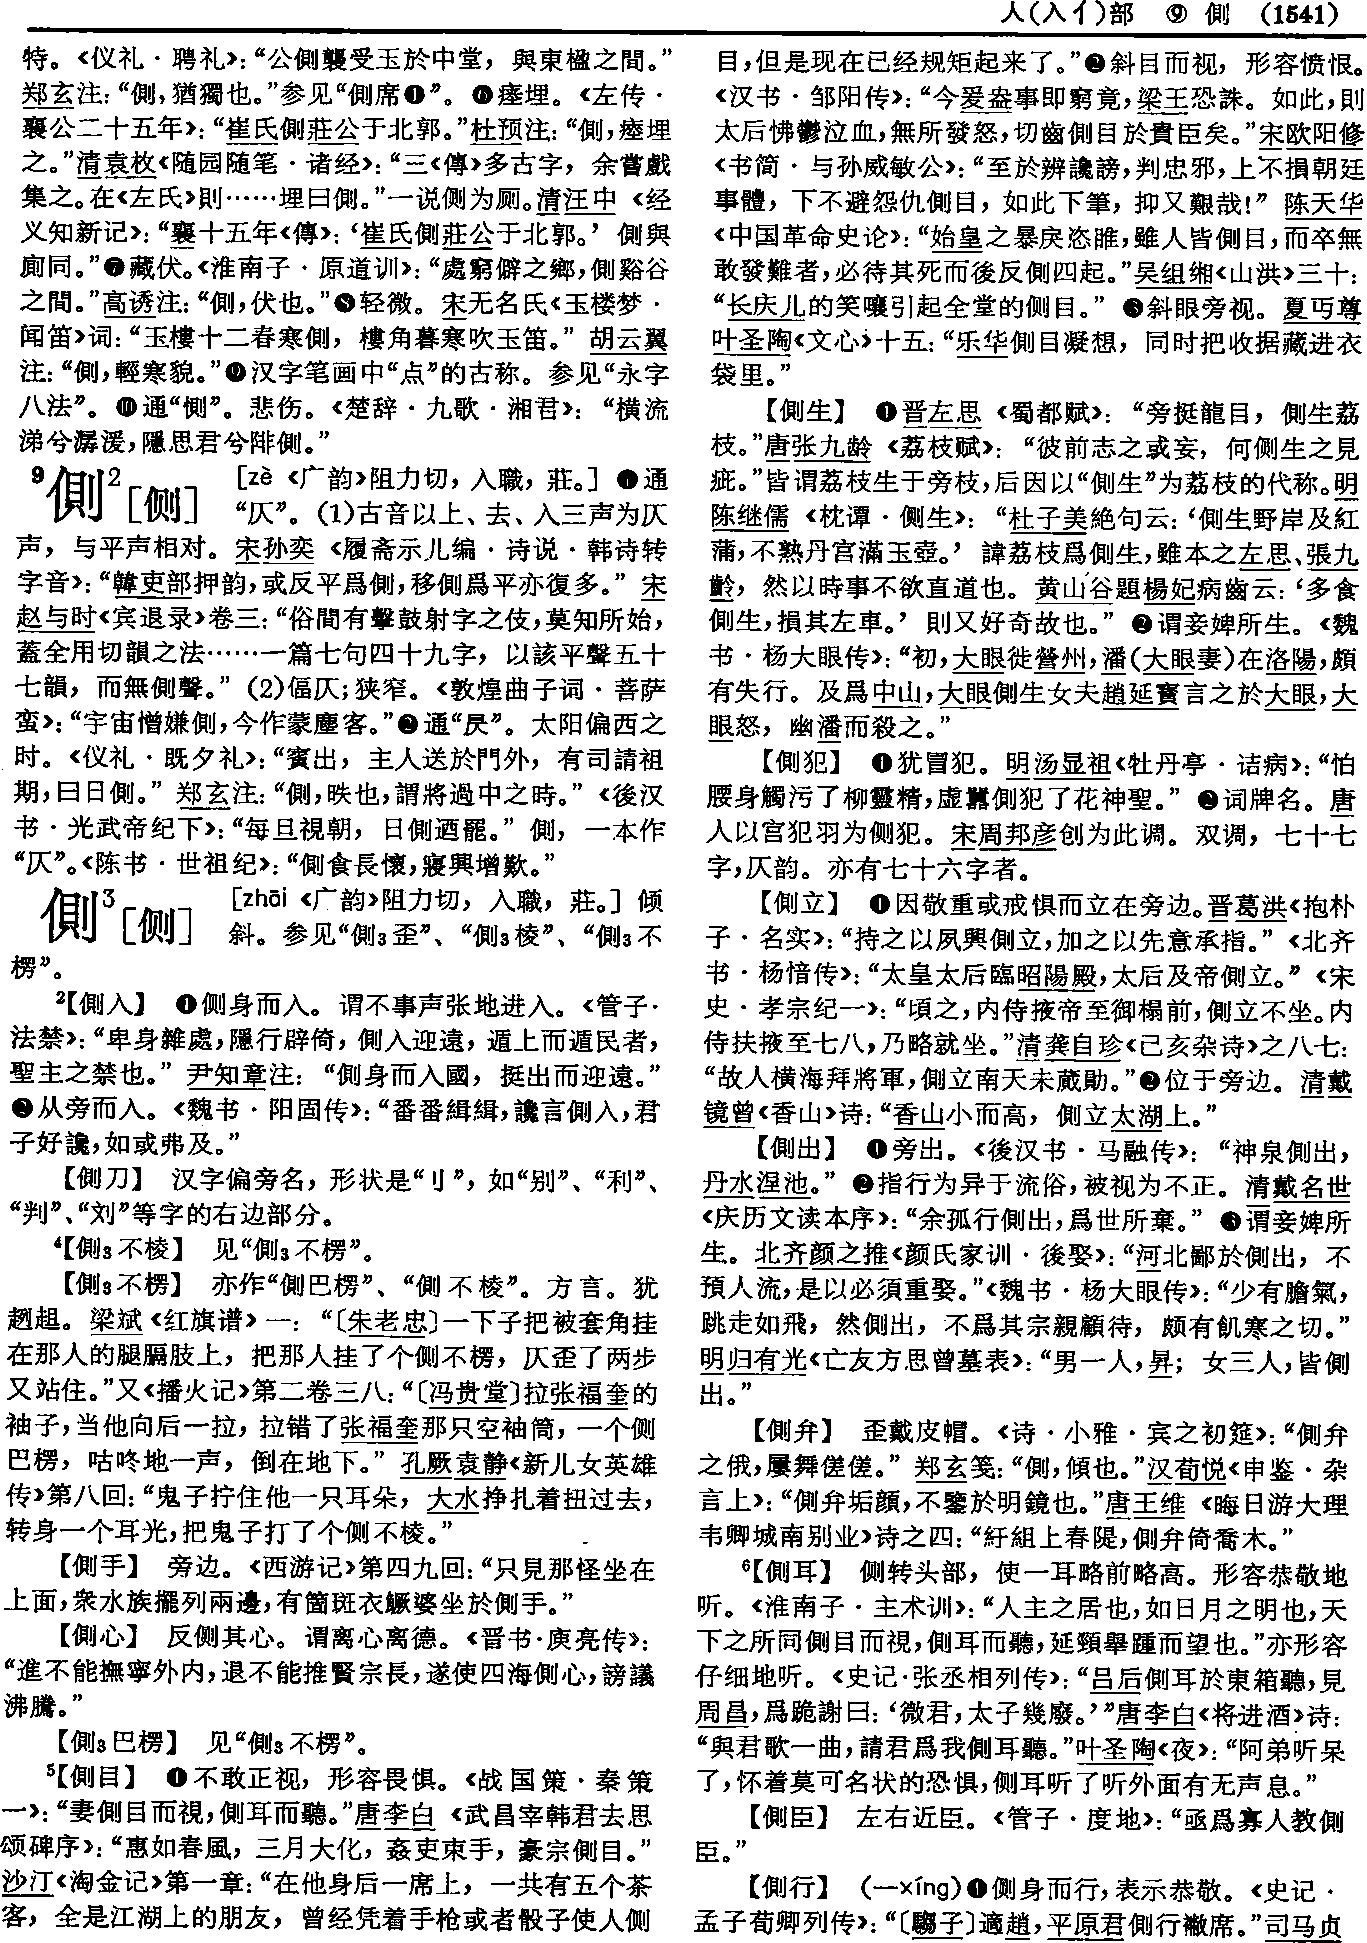 人(入亻)部 ⑨ 側 (1541)
特。《仪礼·聘礼》：“公側襲受玉於中堂，與東楹之間。”
郑玄注：“側，猶獨也。”参见“側席❶”。❻瘗埋。《左传·
襄公二十五年》：“崔氏側莊公于北郭。”杜预注：“側，瘞埋
之。”清袁枚《随园随笔·诸经》：“三《傳》多古字，余嘗戲
集之。在《左氏》則……埋曰側。”一说侧为厕。清汪中《经
义知新记》：“襄十五年《傳》：‘崔氏側莊公于北郭。’側與
廁同。”❼藏伏。《淮南子·原道训》：“處窮僻之鄉，側谿谷
之間。”高诱注：“側，伏也。”❽轻微。宋无名氏《玉楼梦·
闻笛》词：“玉樓十二春寒側，樓角暮寒吹玉笛。”胡云翼
注：“側，輕寒貌。”❾汉字笔画中“点”的古称。参见“永字
八法”。❿通“恻”。悲伤。《楚辞·九歌·湘君》：“横流
涕兮潺湲，隱思君兮陫側。”
9側2［侧］ ［zè《广韵》阻力切，入職，莊。］❶通
“仄”。(1)古音以上、去、入三声为仄
声，与平声相对。宋孙奕《履斋示儿编·诗说·韩诗转
字音》：“韓吏部押韵，或反平爲側，移側爲平亦復多。”宋
赵与时《宾退录》卷三：“俗間有擊鼓射字之伎，莫知所始，
蓋全用切韻之法……一篇七句四十九字，以該平聲五十
七韻，而無側聲。”(2)偪仄；狭窄。《敦煌曲子词·菩萨
蛮》：“宇宙憎嫌側，今作蒙塵客。”❷通“昃”。太阳偏西之
时。《仪礼·既夕礼》：“賓出，主人送於門外，有司請祖
期，曰日側。”郑玄注：“側，昳也，謂將過中之時。”《後汉
书·光武帝纪下》：“每旦視朝，日側迺罷。”側，一本作
“仄”。《陈书·世祖纪》：“側食長懷，寢興增歎。”
側3［侧］ ［zhāi《广韵》阻力切，入職，莊。］倾
斜。参见“側3歪”、“側3棱”、“側3不
楞”。
2【側入】 ❶侧身而入。谓不事声张地进入。《管子·
法禁》：“卑身雜處，隱行辟倚，側入迎遠，遁上而遁民者，
聖主之禁也。”尹知章注：“側身而入國，挺出而迎遠。”
❷从旁而入。《魏书·阳固传》：“番番緝緝，讒言側入，君
子好讒，如或弗及。”
【側刀】 汉字偏旁名，形状是“刂”，如“别”、“利”、
“判”、“刘”等字的右边部分。
4【側3不棱】 见“側3不楞”。
【側3不楞】 亦作“側巴楞”、“側不棱”。方言。犹
趔趄。梁斌《红旗谱》一：“〔朱老忠〕一下子把被套角挂
在那人的腿膈肢上，把那人挂了个侧不楞，仄歪了两步
又站住。”又《播火记》第二卷三八：“〔冯贵堂〕拉张福奎的
袖子，当他向后一拉，拉错了张福奎那只空袖筒，一个侧
巴楞，咕咚地一声，倒在地下。”孔厥袁静《新儿女英雄
传》第八回：“鬼子拧住他一只耳朵，大水挣扎着扭过去，
转身一个耳光，把鬼子打了个侧不棱。”
【側手】 旁边。《西游记》第四九回：“只見那怪坐在
上面，衆水族擺列兩邊，有箇斑衣鱖婆坐於側手。”
【側心】 反侧其心。谓离心离德。《晋书·庾亮传》：
“進不能撫寧外内，退不能推賢宗長，遂使四海側心，謗議
沸騰。”
【側3巴楞】 见“側3不楞”。
5【側目】 ❶不敢正视，形容畏惧。《战国策·秦策
一》：“妻側目而視，側耳而聽。”唐李白《武昌宰韩君去思
颂碑序》：“惠如春風，三月大化，姦吏束手，豪宗側目。”
沙汀《淘金记》第一章：“在他身后一席上，一共有五个茶
客，全是江湖上的朋友，曾经凭着手枪或者骰子使人侧
目，但是现在已经规矩起来了。”❷斜目而视，形容愤恨。
《汉书·邹阳传》：“今爰盎事即窮竟，梁王恐誅。如此，則
太后怫鬱泣血，無所發怒，切齒側目於貴臣矣。”宋欧阳修
《书简·与孙威敏公》：“至於辨讒謗，判忠邪，上不損朝廷
事體，下不避怨仇側目，如此下筆，抑又艱哉！”陈天华
《中国革命史论》：“始皇之暴戾恣睢，雖人皆側目，而卒無
敢發難者，必待其死而後反側四起。”吴组缃《山洪》三十：
“长庆儿的笑嚷引起全堂的侧目。”❸斜眼旁视。夏丏尊
叶圣陶《文心》十五：“乐华侧目凝想，同时把收据藏进衣
袋里。”
【側生】 ❶晋左思《蜀都赋》：“旁挺龍目，側生荔
枝。”唐张九龄《荔枝赋》：“彼前志之或妄，何側生之見
疵。”皆谓荔枝生于旁枝，后因以“側生”为荔枝的代称。明
陈继儒《枕谭·侧生》：“杜子美絶句云：‘側生野岸及紅
蒲，不熟丹宫滿玉壺。’諱荔枝爲側生，雖本之左思、張九
齡，然以時事不欲直道也。黄山谷題楊妃病齒云：‘多食
側生，損其左車。’則又好奇故也。”❷谓妾婢所生。《魏
书·杨大眼传》：“初，大眼徙營州，潘（大眼妻）在洛陽，頗
有失行。及爲中山，大眼側生女夫趙延寶言之於大眼，大
眼怒，幽潘而殺之。”
【側犯】 ❶犹冒犯。明汤显祖《牡丹亭·诘病》：“怕
腰身觸污了柳靈精，虚囂側犯了花神聖。”❷词牌名。唐
人以宫犯羽为侧犯。宋周邦彦创为此调。双调，七十七
字，仄韵。亦有七十六字者。
【側立】 ❶因敬重或戒惧而立在旁边。晋葛洪《抱朴
子·名实》：“持之以夙興側立，加之以先意承指。”《北齐
书·杨愔传》：“太皇太后臨昭陽殿，太后及帝側立。”《宋
史·孝宗纪一》：“頃之，内侍掖帝至御榻前，側立不坐。内
侍扶掖至七八，乃略就坐。”清龚自珍《己亥杂诗》之八七：
“故人横海拜將軍，側立南天未蕆勛。”❷位于旁边。清戴
镜曾《香山》诗：“香山小而高，側立太湖上。”
【側出】 ❶旁出。《後汉书·马融传》：“神泉側出，
丹水涅池。”❷指行为异于流俗，被视为不正。清戴名世
《庆历文读本序》：“余孤行側出，爲世所棄。”❸谓妾婢所
生。北齐颜之推《颜氏家训·後娶》：“河北鄙於側出，不
預人流，是以必須重娶。”《魏书·杨大眼传》：“少有膽氣，
跳走如飛，然側出，不爲其宗親顧待，頗有飢寒之切。”
明归有光《亡友方思曾墓表》：“男一人，昇；女三人，皆側
出。”
【側弁】 歪戴皮帽。《诗·小雅·宾之初筵》：“側弁
之俄，屢舞傞傞。”郑玄笺：“側，傾也。”汉荀悦《申鉴·杂
言上》：“側弁垢顔，不鑒於明鏡也。”唐王维《晦日游大理
韦卿城南别业》诗之四：“紆組上春隄，側弁倚喬木。”
6【側耳】 侧转头部，使一耳略前略高。形容恭敬地
听。《淮南子·主术训》：“人主之居也，如日月之明也，天
下之所同側目而視，側耳而聽，延頸舉踵而望也。”亦形容
仔细地听。《史记·张丞相列传》：“吕后側耳於東箱聽，見
周昌，爲跪謝曰：‘微君，太子幾廢。’”唐李白《将进酒》诗：
“與君歌一曲，請君爲我側耳聽。”叶圣陶《夜》：“阿弟听呆
了，怀着莫可名状的恐惧，侧耳听了听外面有无声息。”
【側臣】 左右近臣。《管子·度地》：“亟爲寡人教側
臣。”
【側行】 （一xíng）❶侧身而行，表示恭敬。《史记·
孟子荀卿列传》：“〔騶子〕適趙，平原君側行襒席。”司马贞